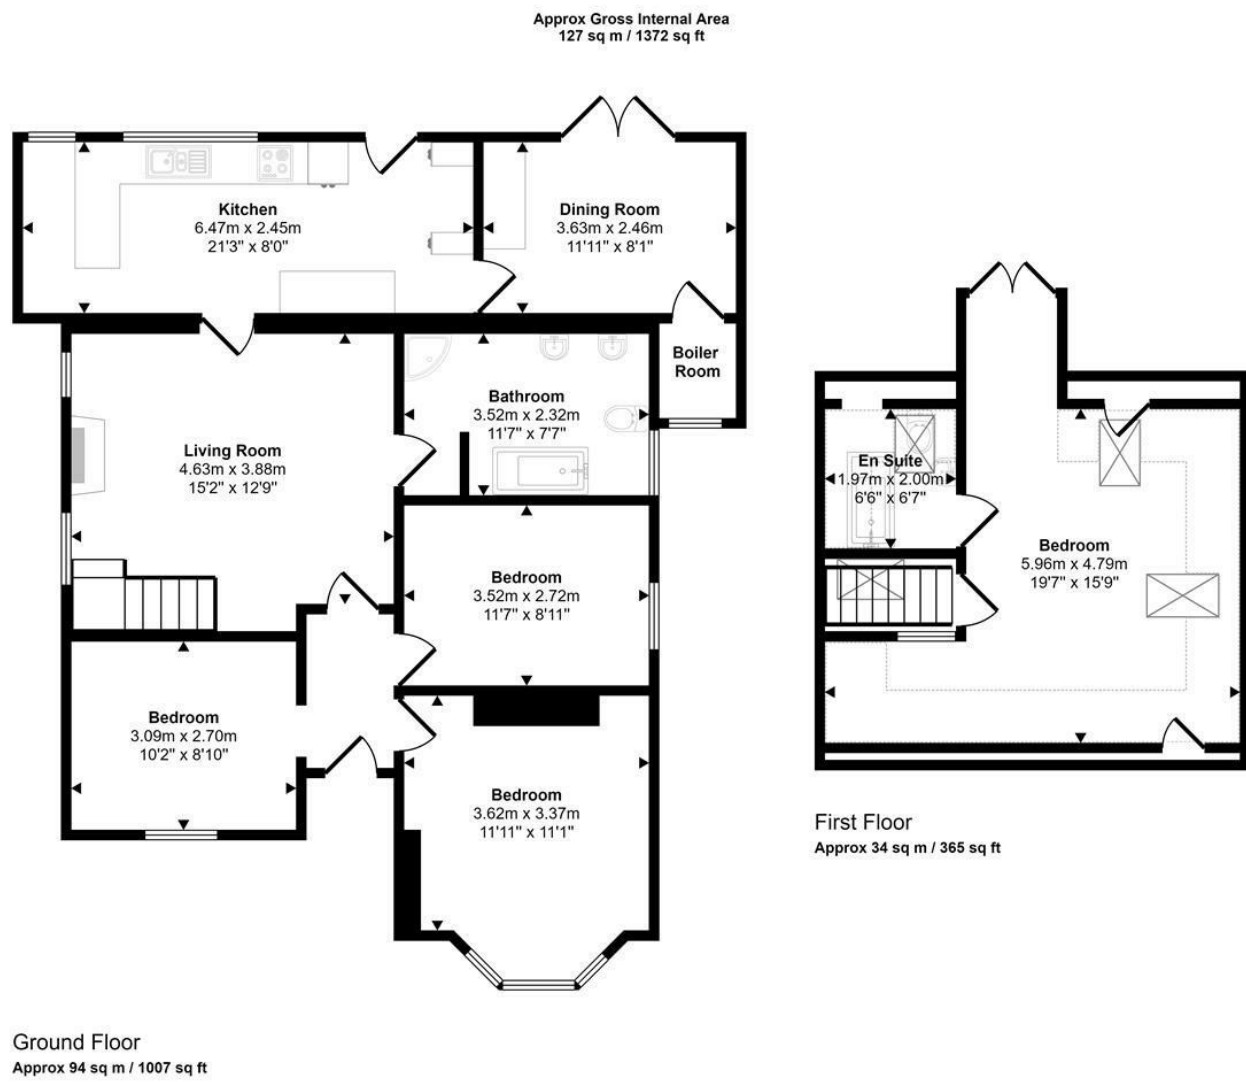 Approx Gross Internal Area
127 sq m / 1372 sq ft
Kitchen
6.47m x 2.45m
21'3" x 8'0"
Dining Room
3.63m x 2.46m
11'11" x 8'1"
Boiler
Room
Bathroom
3.52m x 2.32m
11'7" x 7'7"
Living Room
4.63m x 3.88m
15'2" x 12'9"
Bedroom
3.52m x 2.72m
11'7" x 8'11"
Bedroom
3.09m x 2.70m
10'2" x 8'10"
Bedroom
3.62m x 3.37m
11'11" x 11'1"
Ground Floor
Approx 94 sq m / 1007 sq ft
En Suite
1.97m x 2.00m
6'6" x 6'7"
Bedroom
5.96m x 4.79m
19'7" x 15'9"
First Floor
Approx 34 sq m / 365 sq ft